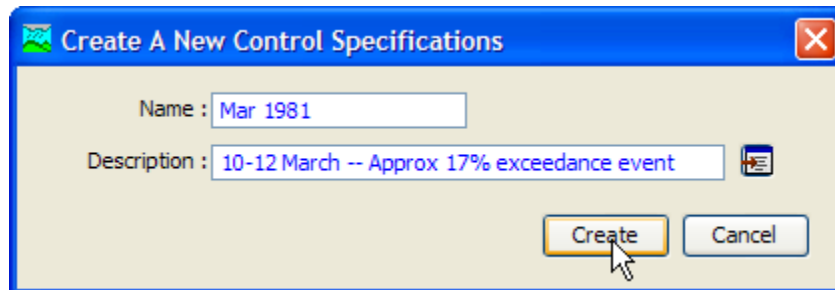 Create A New Control Specifications
Name : Mar 1981
Description : 10-12 March -- Approx 17% exceedance event
Create Cancel